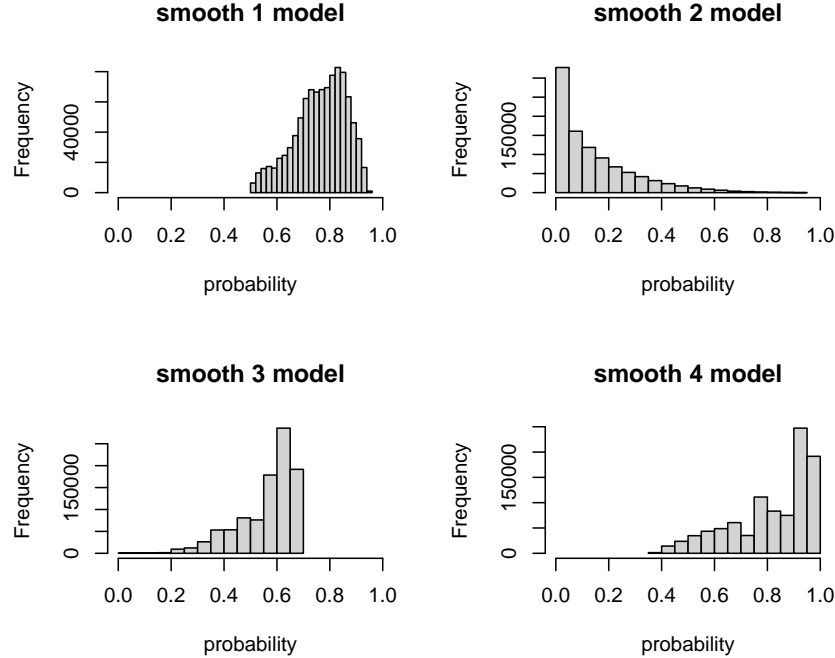 smooth 1 model
Frequency
0
40000
0.0 0.2 0.4 0.6 0.8 1.0
probability
smooth 2 model
Frequency
0
150000
0.0 0.2 0.4 0.6 0.8 1.0
probability
smooth 3 model
Frequency
0
150000
0.0 0.2 0.4 0.6 0.8 1.0
probability
smooth 4 model
Frequency
0
150000
0.0 0.2 0.4 0.6 0.8 1.0
probability